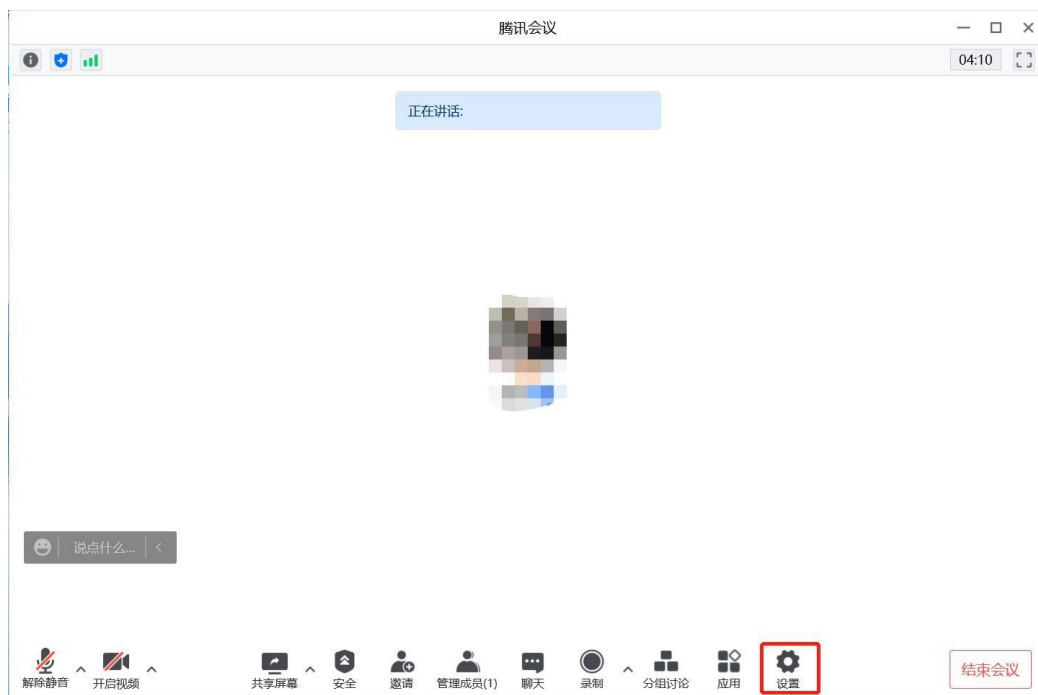 腾讯会议
04:10
正在讲话:
说点什么...
解除静音
开启视频
共享屏幕
安全
邀请
管理成员(1)
聊天
录制
分组讨论
应用
设置
结束会议